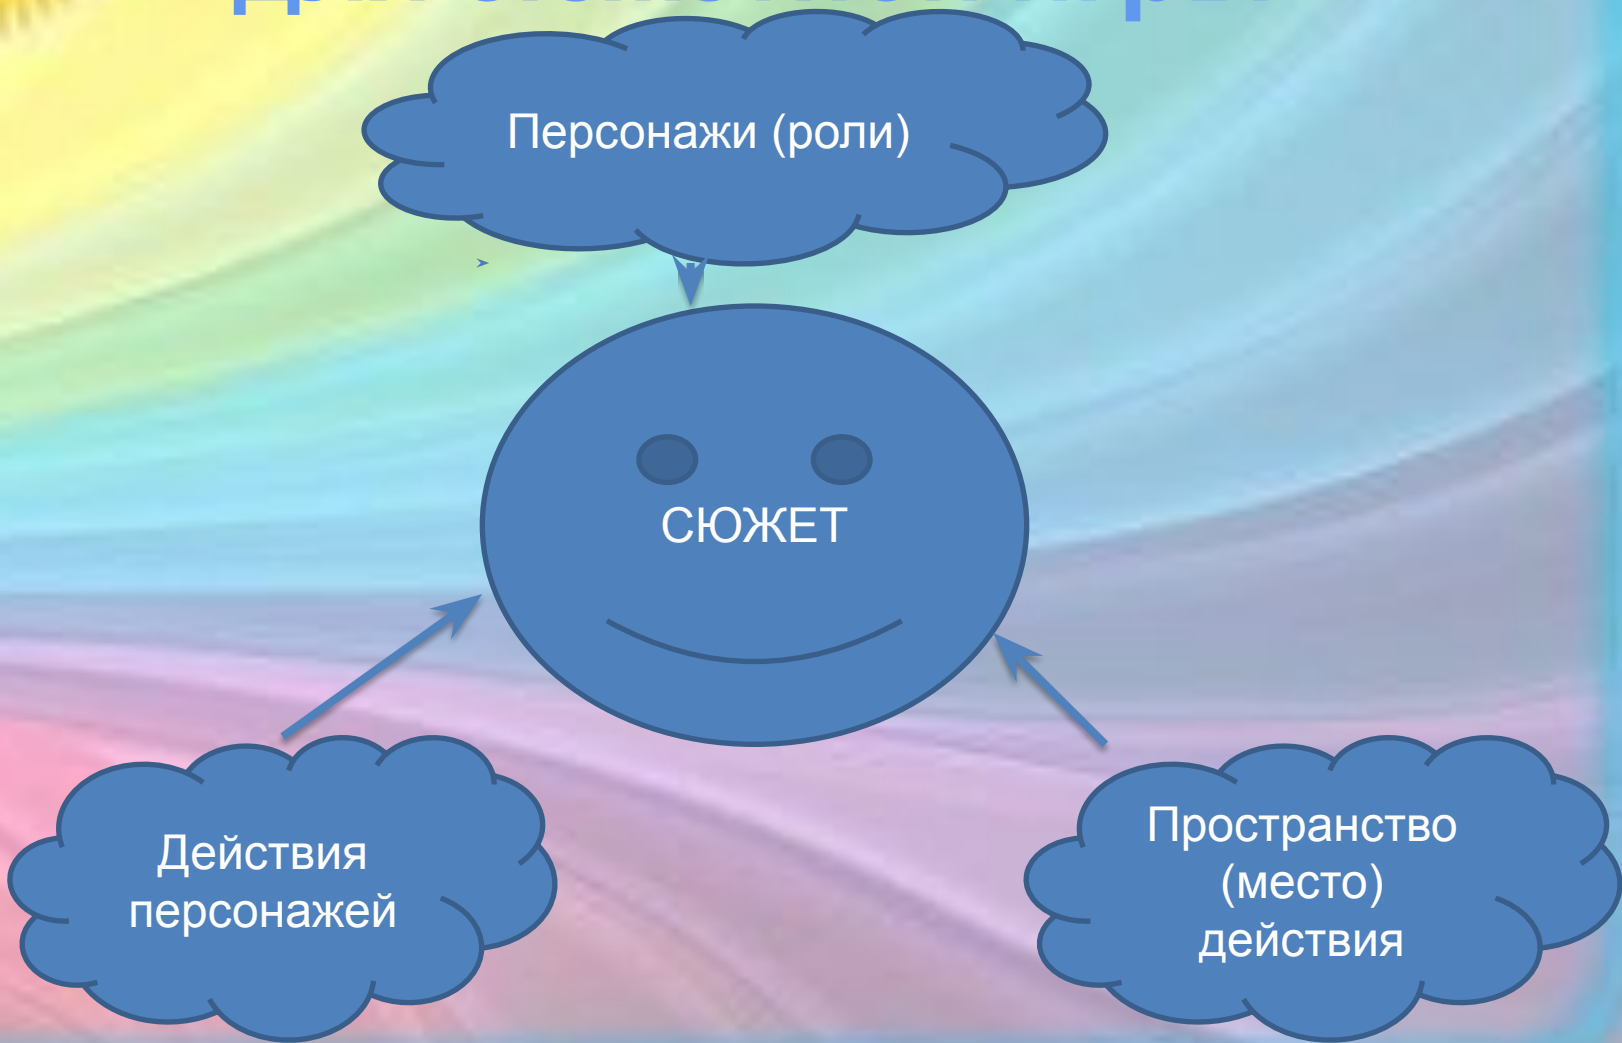 Персонажи (роли)
СЮЖЕТ
Действия
персонажей
Пространство
(место)
действия